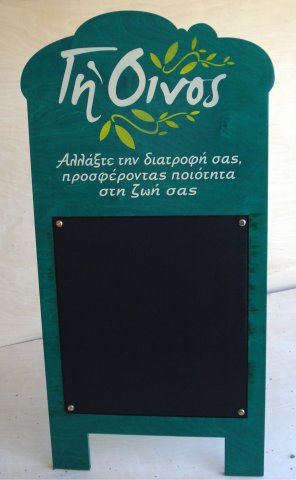 Γη Οινος
Αλλάξτε την διατροφή σας,
προσφέροντας ποιότητα
στη ζωή σας